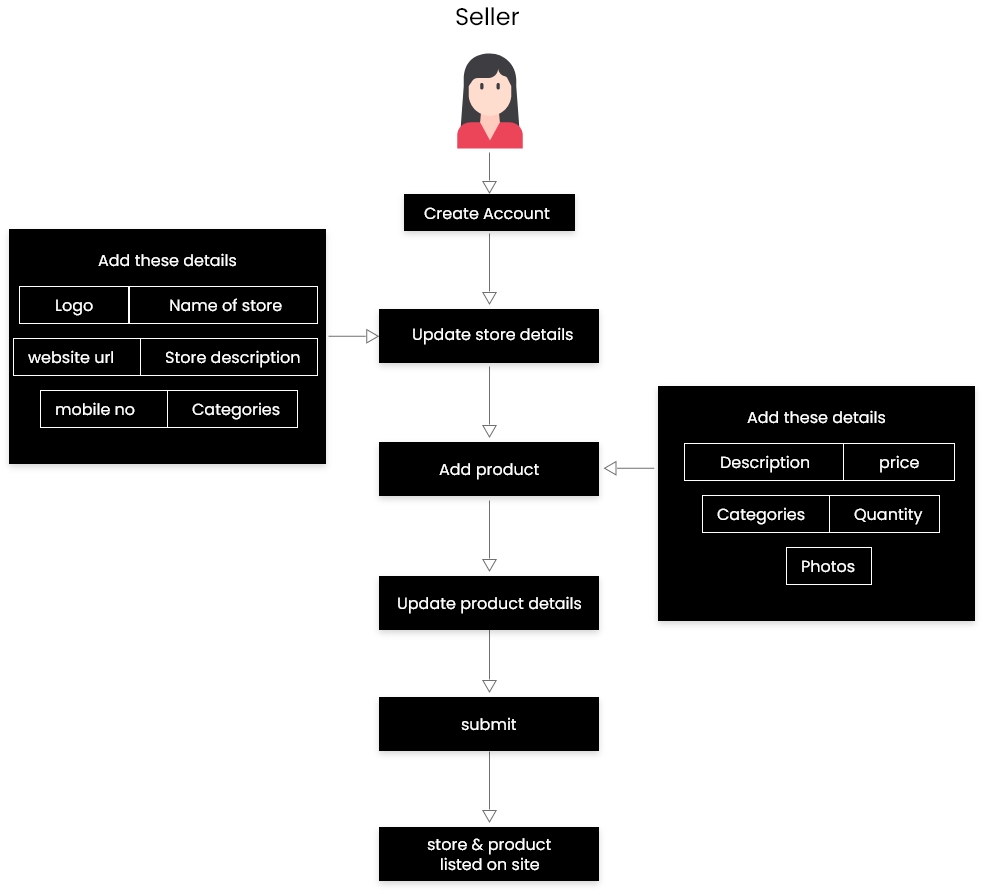 Seller
Create Account
Add these details
Logo
Name of store
website url
Store description
mobile no
Categories
Update store details
Add product
Add these details
Description
price
Categories
Quantity
Photos
Update product details
submit
store & product
listed on site